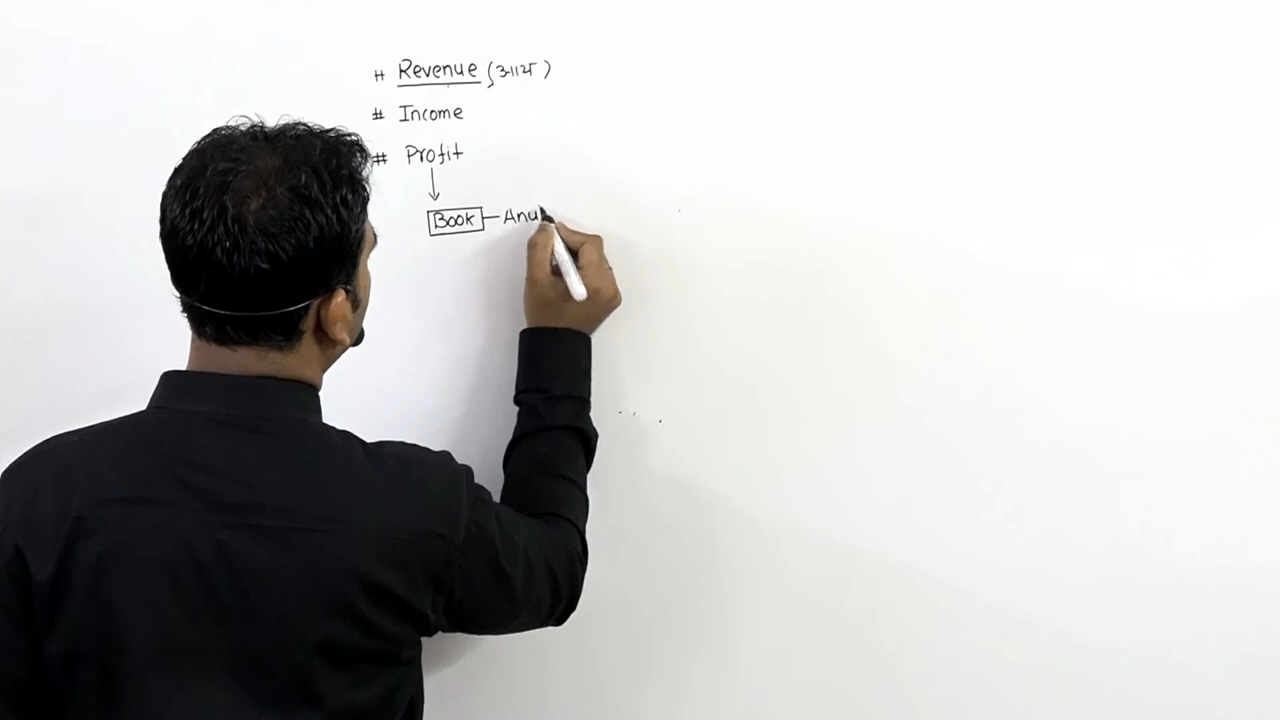 # Revenue (आय)
# Income
# Profit
Book - Anu